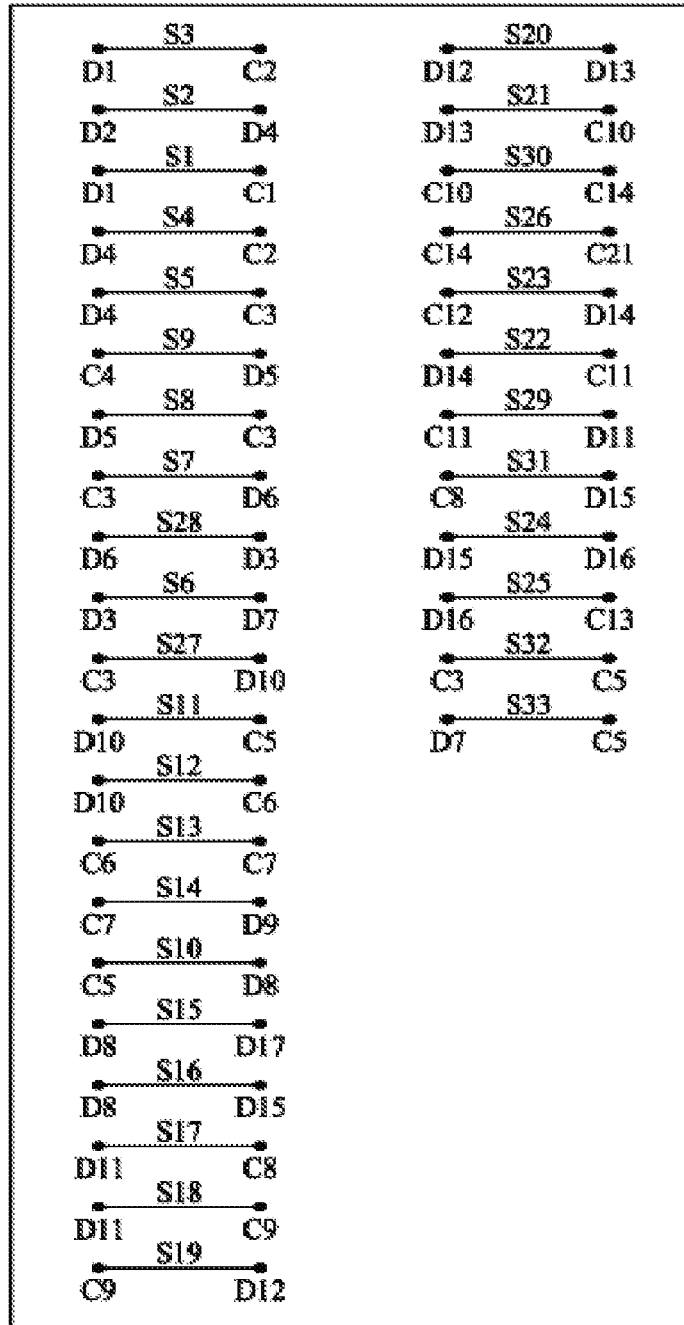 S3
D1 C2
S2
D2 D4
S1
D1 C1
S4
D4 C2
S5
D4 C3
S9
C4 D5
S8
D5 C3
S7
C3 D6
S28
D6 D3
S6
D3 D7
S27
C3 D10
S11
D10 C5
S12
D10 C6
S13
C6 C7
S14
C7 D9
S10
C5 D8
S15
D8 D17
S16
D8 D15
S17
D11 C8
S18
D11 C9
S19
C9 D12
S20
D12 D13
S21
D13 C10
S30
C10 C14
S26
C14 C21
S23
C12 D14
S22
D14 C11
S29
C11 D11
S31
C8 D15
S24
D15 D16
S25
D16 C13
S32
C3 C5
S33
D7 C5